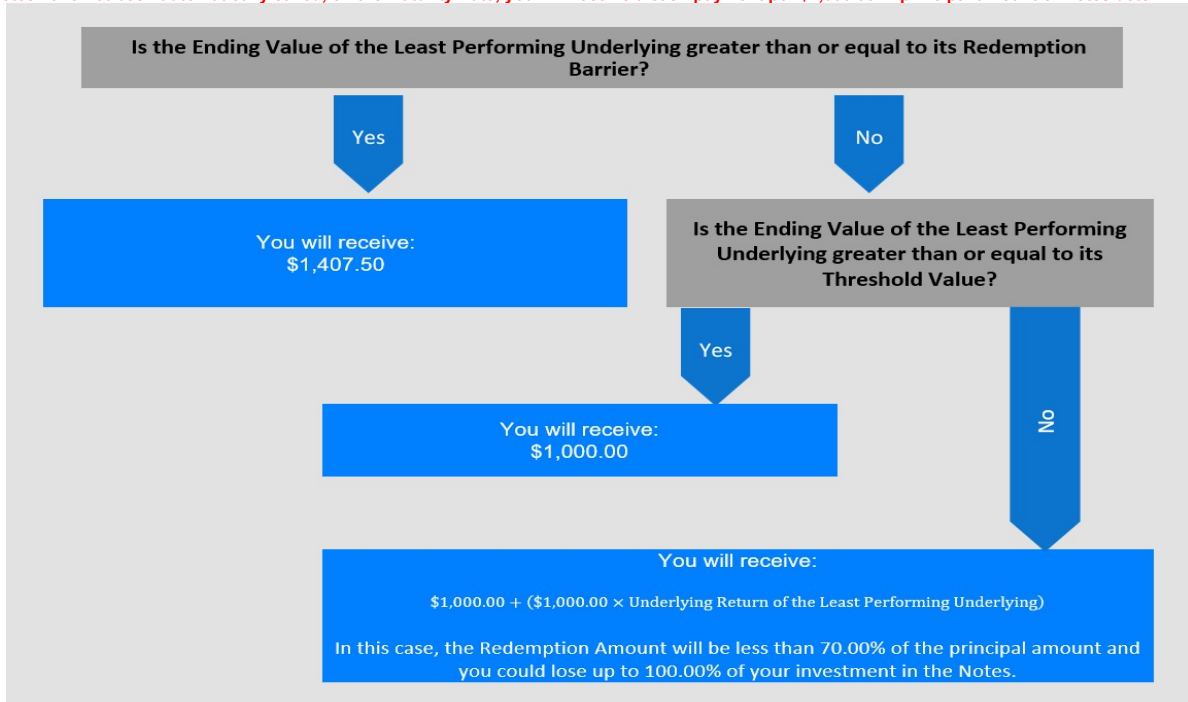 Is the Ending Value of the Least Performing Underlying greater than or equal to its Redemption
Barrier?
Yes
No
You will receive:
$1,407.50
Is the Ending Value of the Least Performing
Underlying greater than or equal to its
Threshold Value?
Yes
No
You will receive:
$1,000.00
You will receive:
$1,000.00 + ($1,000.00 × Underlying Return of the Least Performing Underlying)
In this case, the Redemption Amount will be less than 70.00% of the principal amount and
you could lose up to 100.00% of your investment in the Notes.